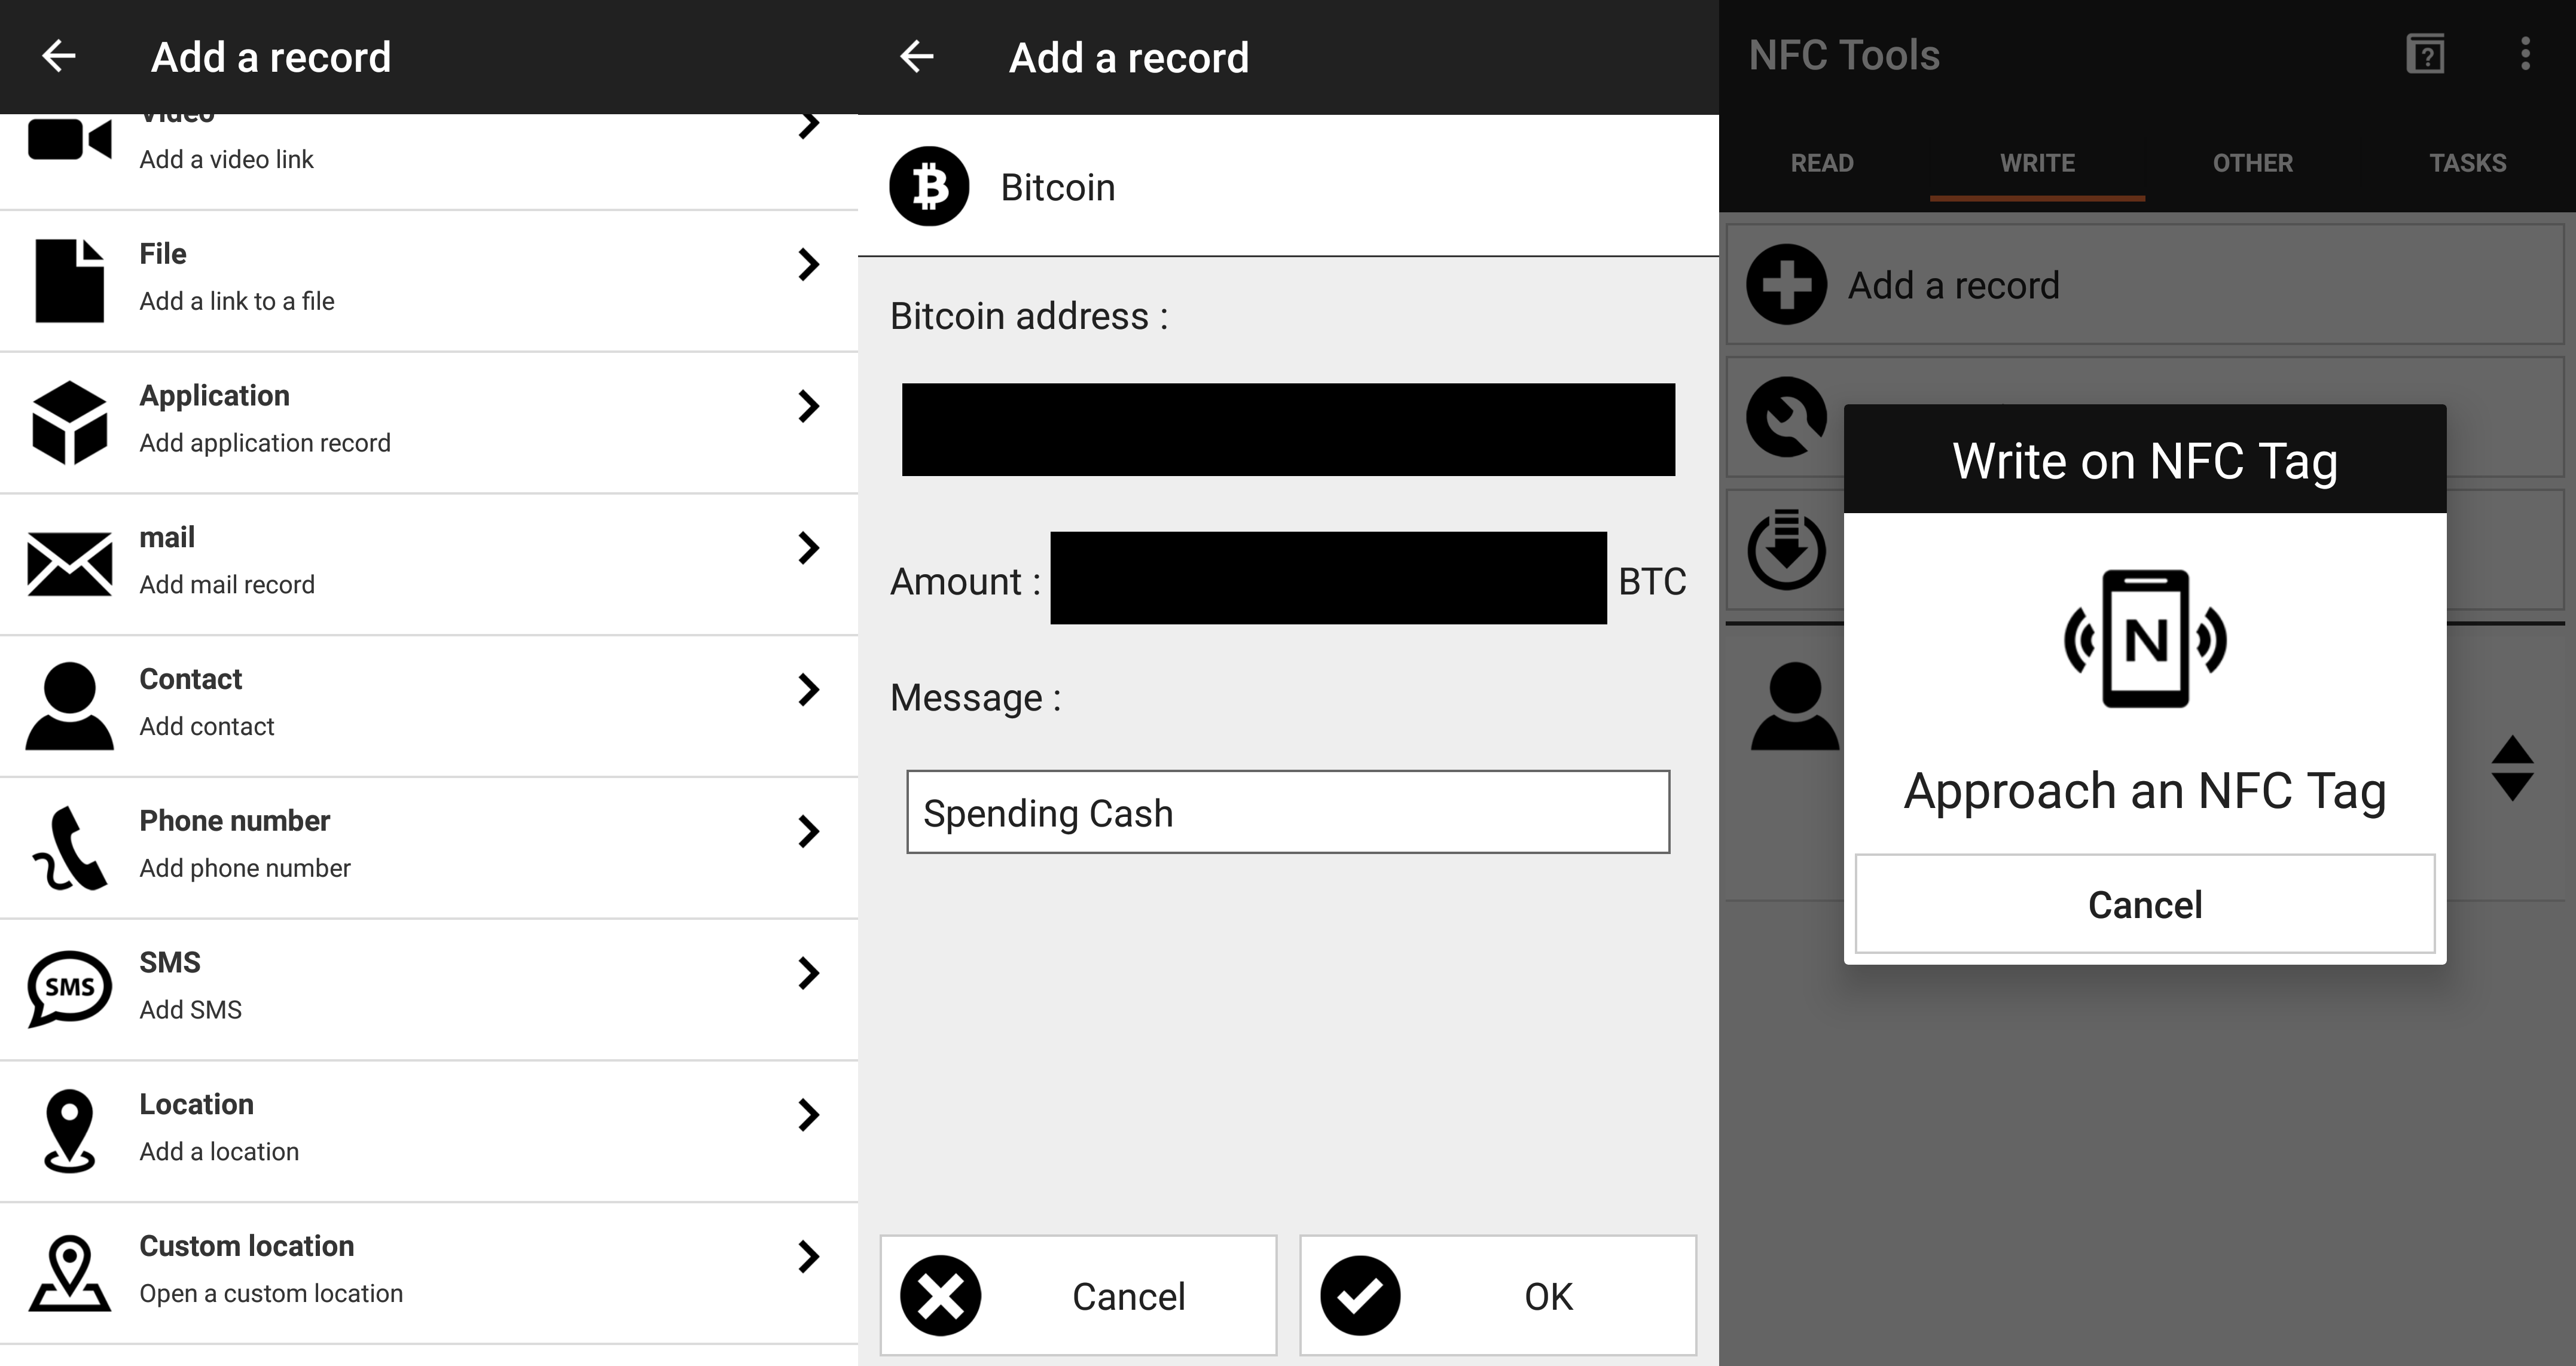 Add a record
Video
Add a video link
File
Add a link to a file
Application
Add application record
mail
Add mail record
Contact
Add contact
Phone number
Add phone number
SMS
SMS
Add SMS
Location
Add a location
Custom location
Open a custom location
Add a record
Bitcoin
Bitcoin address :
Amount :
BTC
Message :
Spending Cash
Cancel
OK
NFC Tools
?
READ
WRITE
OTHER
TASKS
Add a record
Write on NFC Tag
N
Approach an NFC Tag
Cancel